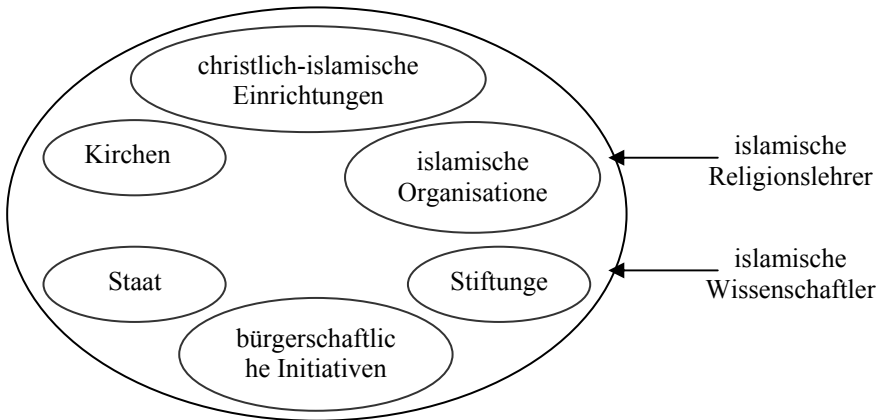 christlich-islamische
Einrichtungen
Kirchen
islamische
Organisatione
islamische
Religionslehrer
Staat
Stiftunge
islamische
Wissenschaftler
bürgerschaftlic
he Initiativen